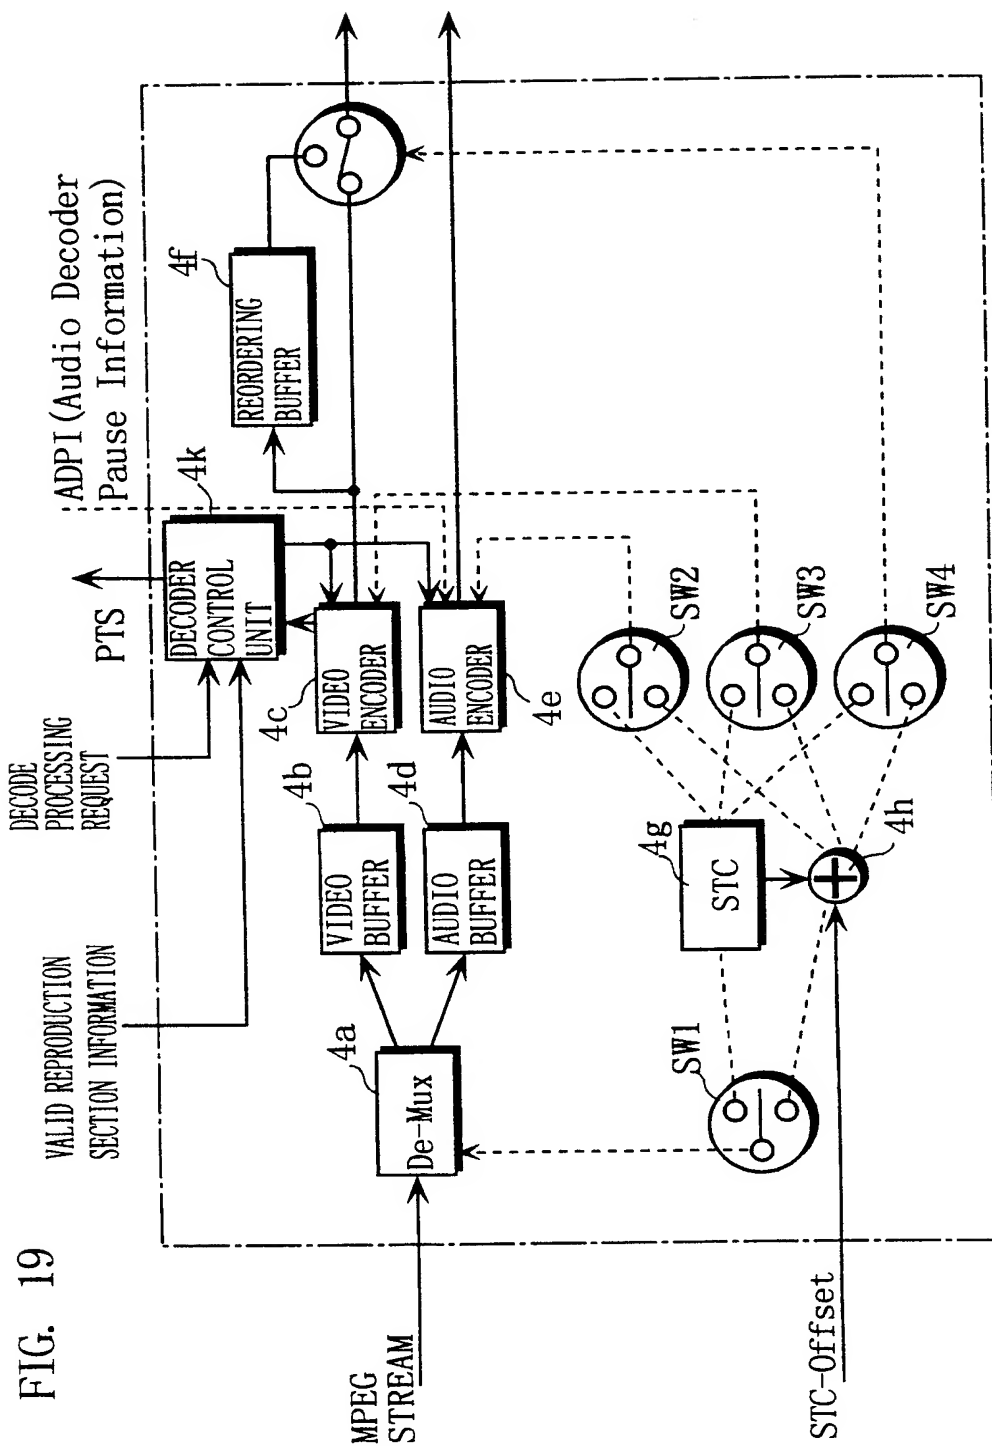 FIG. 19
VALID REPRODUCTION
SECTION INFORMATION
DECODE
PROCESSING
REQUEST
PTS
ADPI(Audio Decoder
Pause Information)
4k
DECODER
CONTROL
UNIT
4f
REORDERING
BUFFER
MPEG
STREAM
4a
De-Mux
4b
VIDEO
BUFFER
4c
VIDEO
ENCODER
4d
AUDIO
BUFFER
4e
AUDIO
ENCODER
SW1
4g
STC
4h
SW2
SW3
SW4
STC-Offset